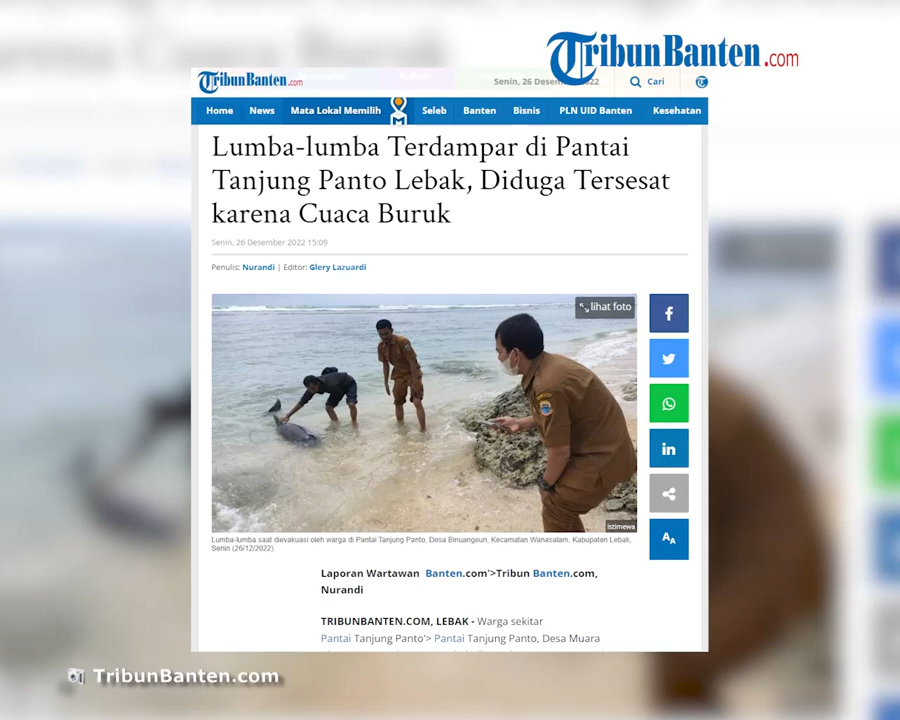 TribunBanten.com
TribunBanten.com
Senin, 26 Desem 22
Cari
Home News Mata Lokal Memilih Seleb Banten Bisnis PLN UID Banten Kesehatan
Lumba-lumba Terdampar di Pantai
Tanjung Panto Lebak, Diduga Tersesat
karena Cuaca Buruk
Senin, 26 Desember 2022 15:09
Penulis: Nurandi | Editor: Glery Lazuardi
lihat foto
istimewa
Lumba-lumba saat dievakuasi oleh warga di Pantai Tanjung Panto, Desa Binuangeun, Kecamatan Wanasalam, Kabupaten Lebak,
Senin (26/12/2022).
Laporan Wartawan Banten.com'>Tribun Banten.com,
Nurandi
TRIBUNBANTEN.COM, LEBAK - Warga sekitar
Pantai Tanjung Panto'> Pantai Tanjung Panto, Desa Muara
TribunBanten.com